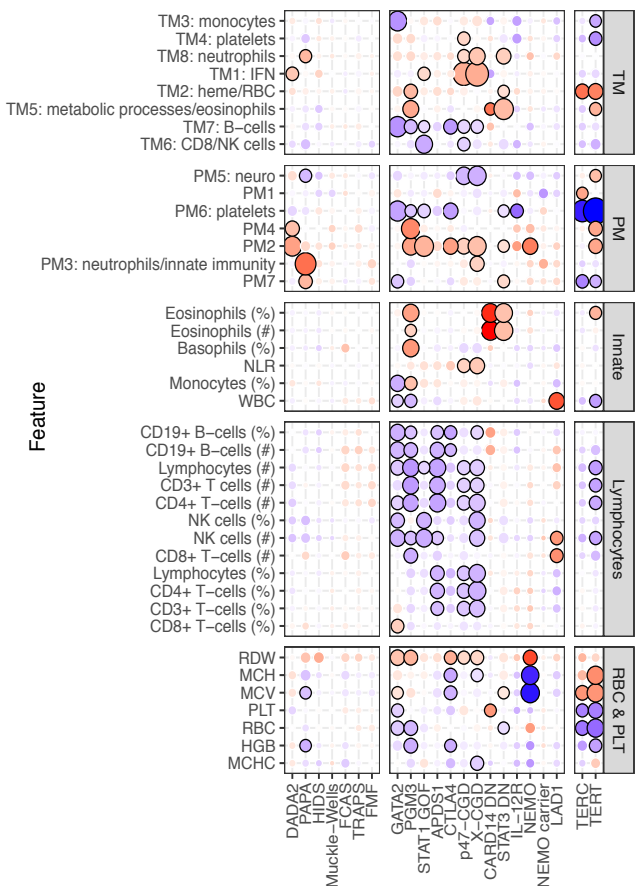 TM3: monocytes
TM4: platelets
TM8: neutrophils
TM1: IFN
TM2: heme/RBC
TM5: metabolic processes/eosinophils
TM7: B−cells
TM6: CD8/NK cells
TM
PM5: neuro
PM1
PM6: platelets
PM4
PM2
PM3: neutrophils/innate immunity
PM7
PM
Eosinophils (%)
Eosinophils (#)
Basophils (%)
NLR
Monocytes (%)
WBC
Innate
Feature
CD19+ B−cells (%)
CD19+ B−cells (#)
Lymphocytes (#)
CD3+ T cells (#)
CD4+ T−cells (#)
NK cells (%)
NK cells (#)
CD8+ T−cells (#)
Lymphocytes (%)
CD4+ T−cells (%)
CD3+ T−cells (%)
CD8+ T−cells (%)
Lymphocytes
RDW
MCH
MCV
PLT
RBC
HGB
MCHC
RBC & PLT
DADA2
PAPA
HIDS
Muckle−Wells
FCAS
TRAPS
FMF
GATA2
PGM3
STAT1 GOF
APDS1
CTLA4
p47−CGD
X−CGD
CARD14 DN
STAT3 DN
IL−12R
NEMO
NEMO carrier
LAD1
TERC
TERT